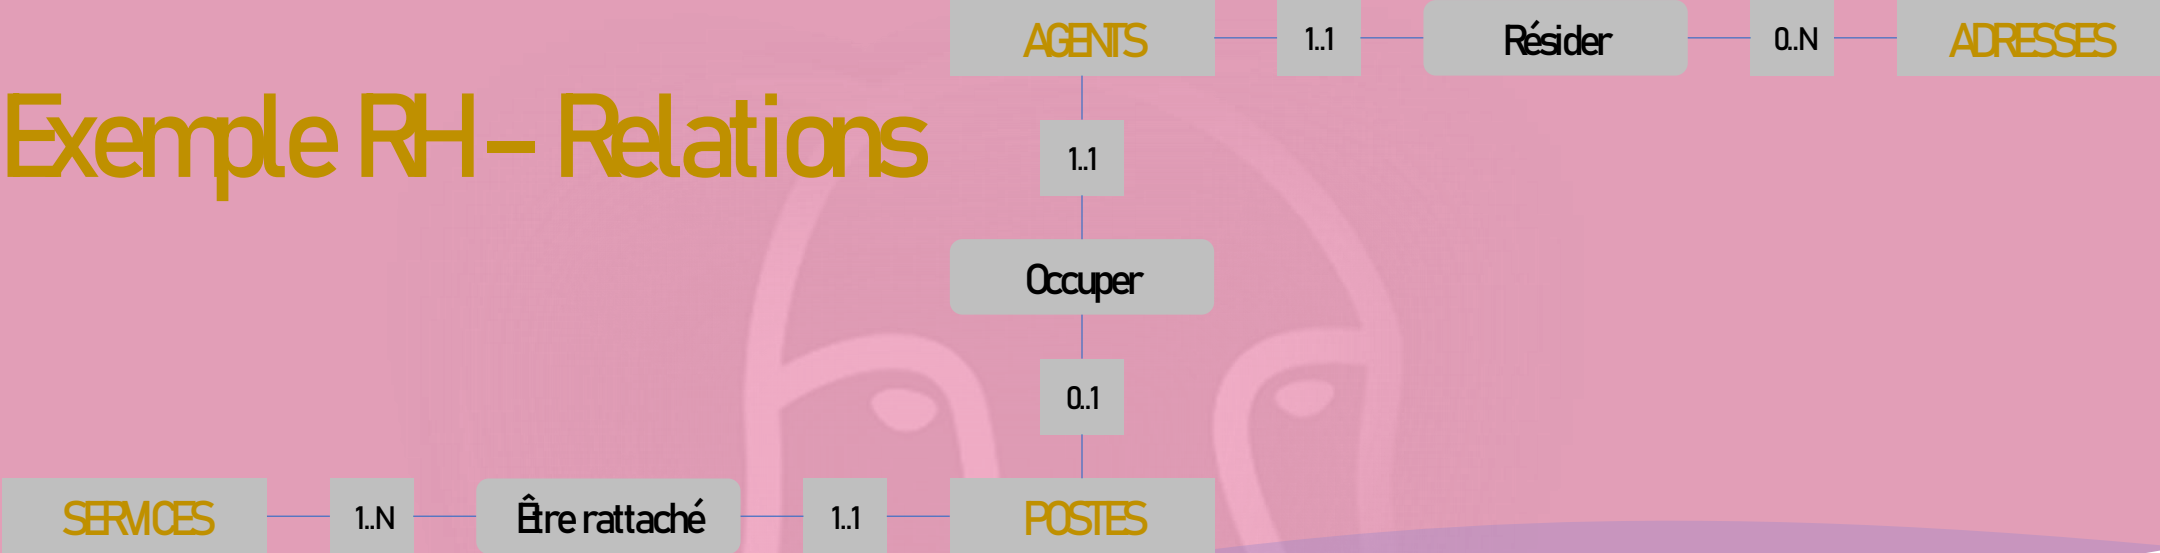 AGENTS 1..1 Résider 0..N ADRESSES
Exemple RH – Relations
1..1
Occuper
0..1
SERVICES 1..N Être rattaché 1..1 POSTES